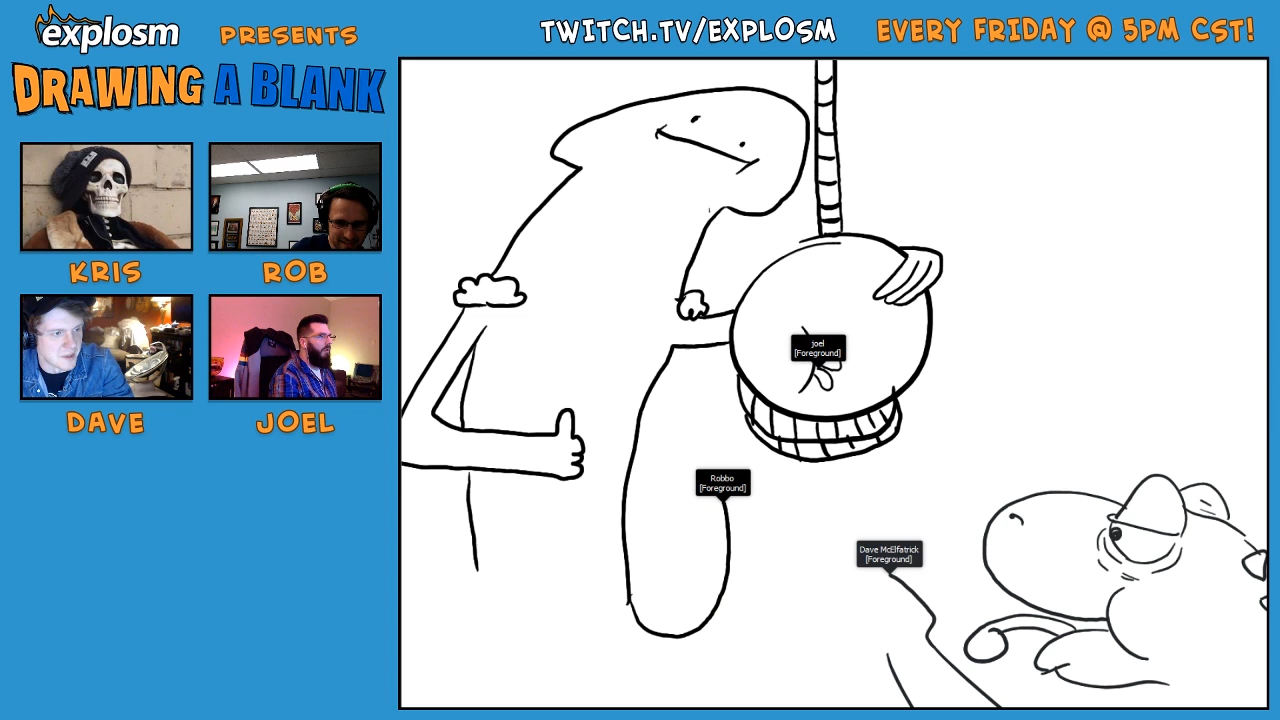 explosm
PRESENTS
DRAWING A BLANK
TWITCH.TV/EXPLOSM
EVERY FRIDAY @ 5PM CST!
KRIS
ROB
DAVE
JOEL
joel
[Foreground]
Robbo
[Foreground]
Dave McElfatrick
[Foreground]